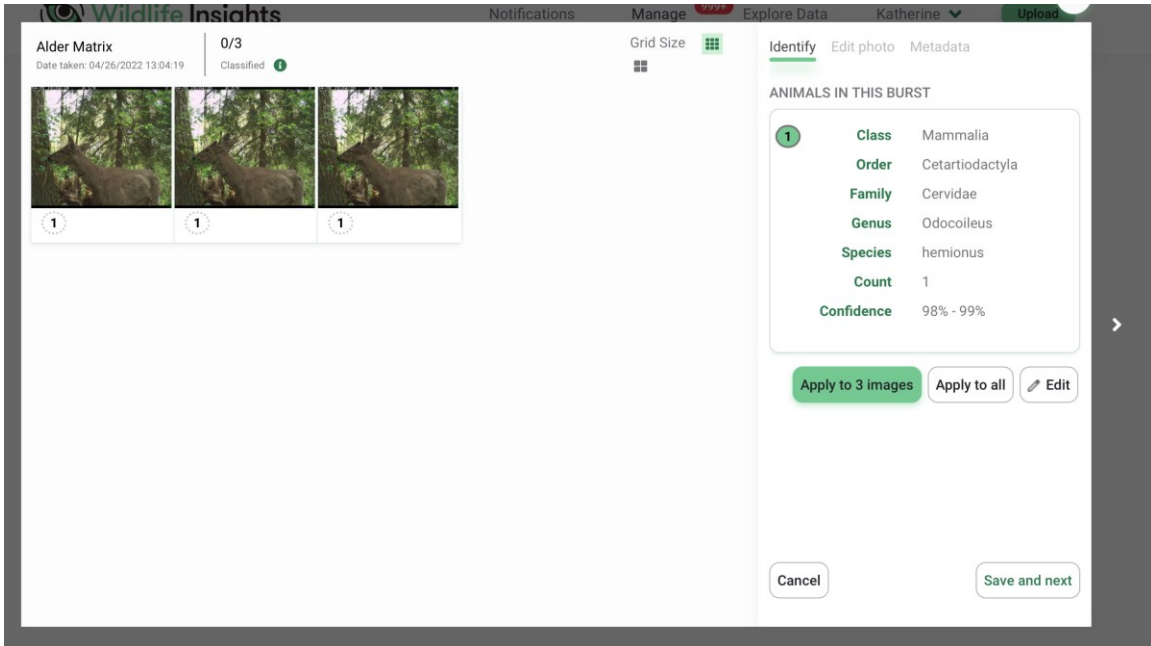 Wildlife Insights
Notifications
Manage
999+
Explore Data
Katherine
Upload
Alder Matrix
Date taken: 04/26/2022 13:04:19
0/3
Classified
Grid Size
1
1
1
Identify Edit photo Metadata
ANIMALS IN THIS BURST
1
Class Mammalia
Order Cetartiodactyla
Family Cervidae
Genus Odocoileus
Species hemionus
Count 1
Confidence 98% - 99%
Apply to 3 images Apply to all Edit
Cancel
Save and next